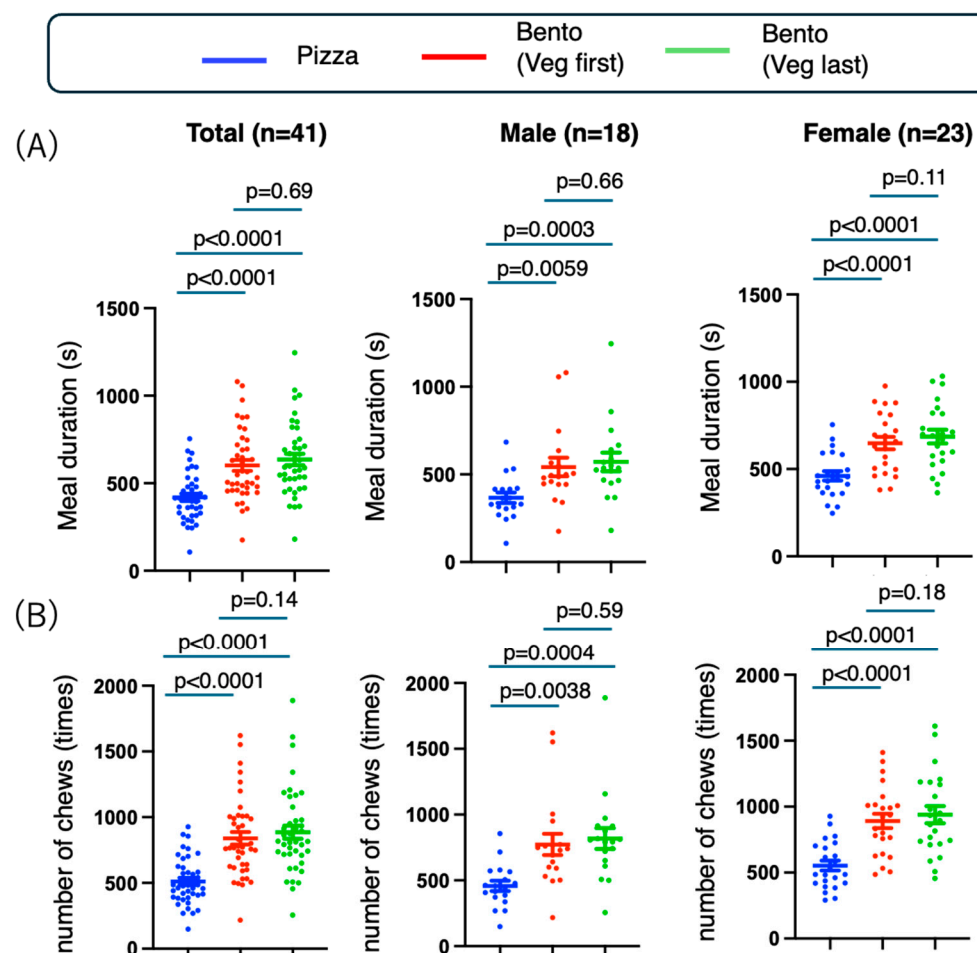 Pizza
Bento
(Veg first)
Bento
(Veg last)
(A)
Total (n=41)
Male (n=18)
Female (n=23)
p=0.69
p<0.0001
p<0.0001
p=0.66
p=0.0003
p=0.0059
p=0.11
p<0.0001
p<0.0001
Meal duration (s)
1500
1000
500
0
Meal duration (s)
1500
1000
500
0
Meal duration (s)
1500
1000
500
0
(B)
p=0.14
p<0.0001
p<0.0001
p=0.59
p=0.0004
p=0.0038
p=0.18
p<0.0001
p<0.0001
number of chews (times)
2000
1500
1000
500
0
number of chews (times)
2000
1500
1000
500
0
number of chews (times)
2000
1500
1000
500
0